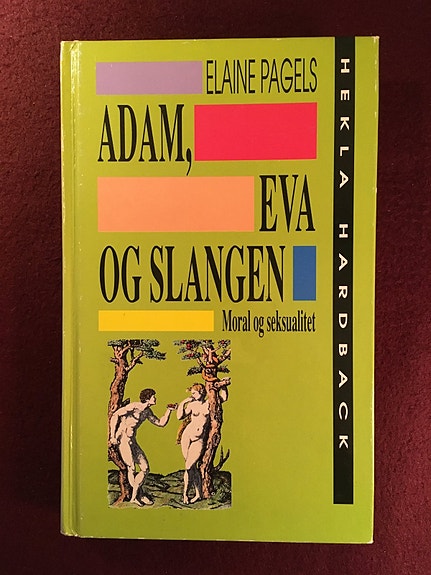 ELAINE PAGELS
ADAM,
EVA
OG SLANGEN
Moral og seksualitet
HEKLA HARDBACK